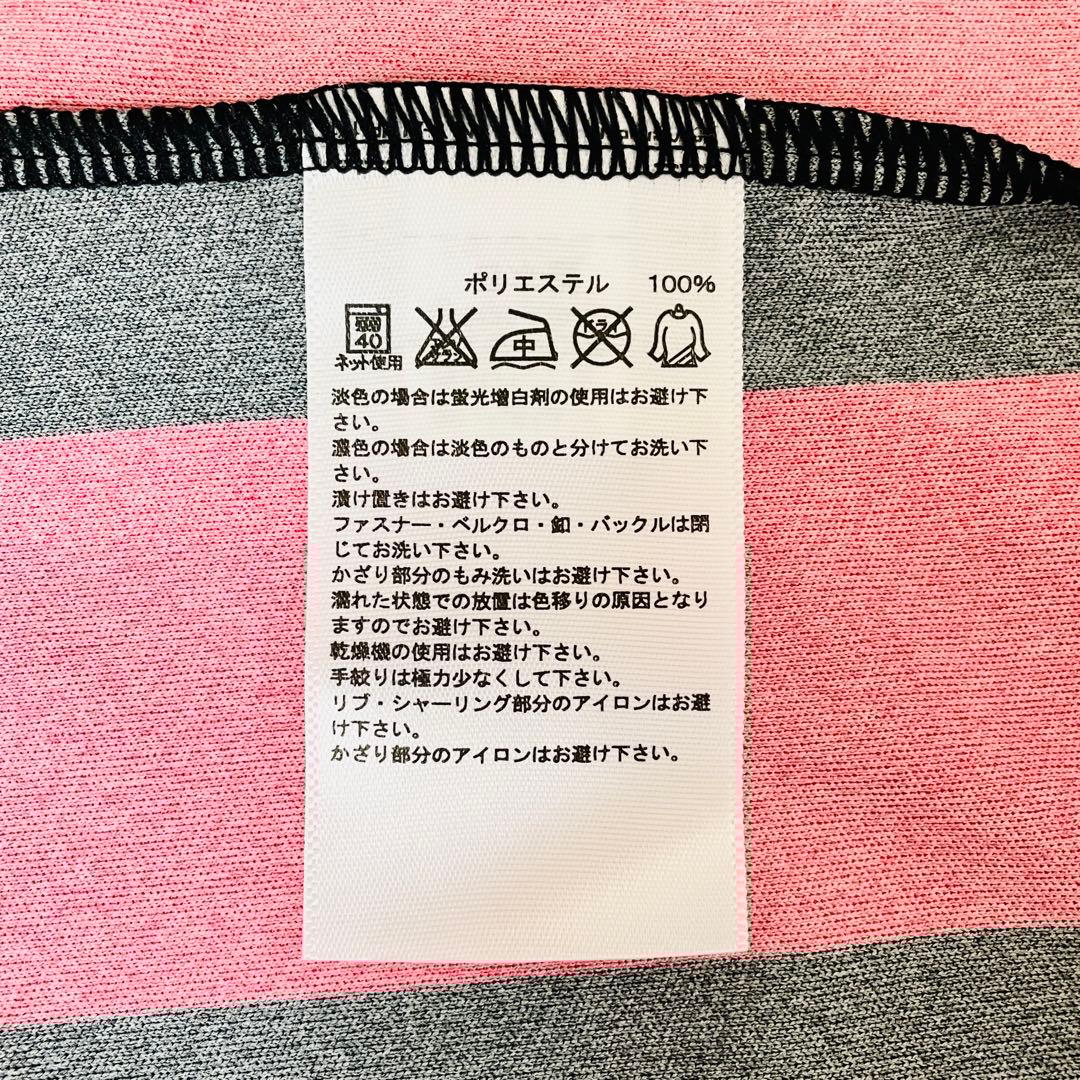 ポリエステル 100%
40 中 ドライ
ネット使用
淡色の場合は蛍光増白剤の使用はお避け下
さい。
濃色の場合は淡色のものと分けてお洗い下
さい。
漬け置きはお避け下さい。
ファスナー・ベルクロ・釦・バックルは閉
じてお洗い下さい。
かざり部分のもみ洗いはお避け下さい。
濡れた状態での放置は色移りの原因となり
ますのでお避け下さい。
乾燥機の使用はお避け下さい。
手絞りは極力少なくして下さい。
リブ・シャーリング部分のアイロンはお避
け下さい。
かざり部分のアイロンはお避け下さい。